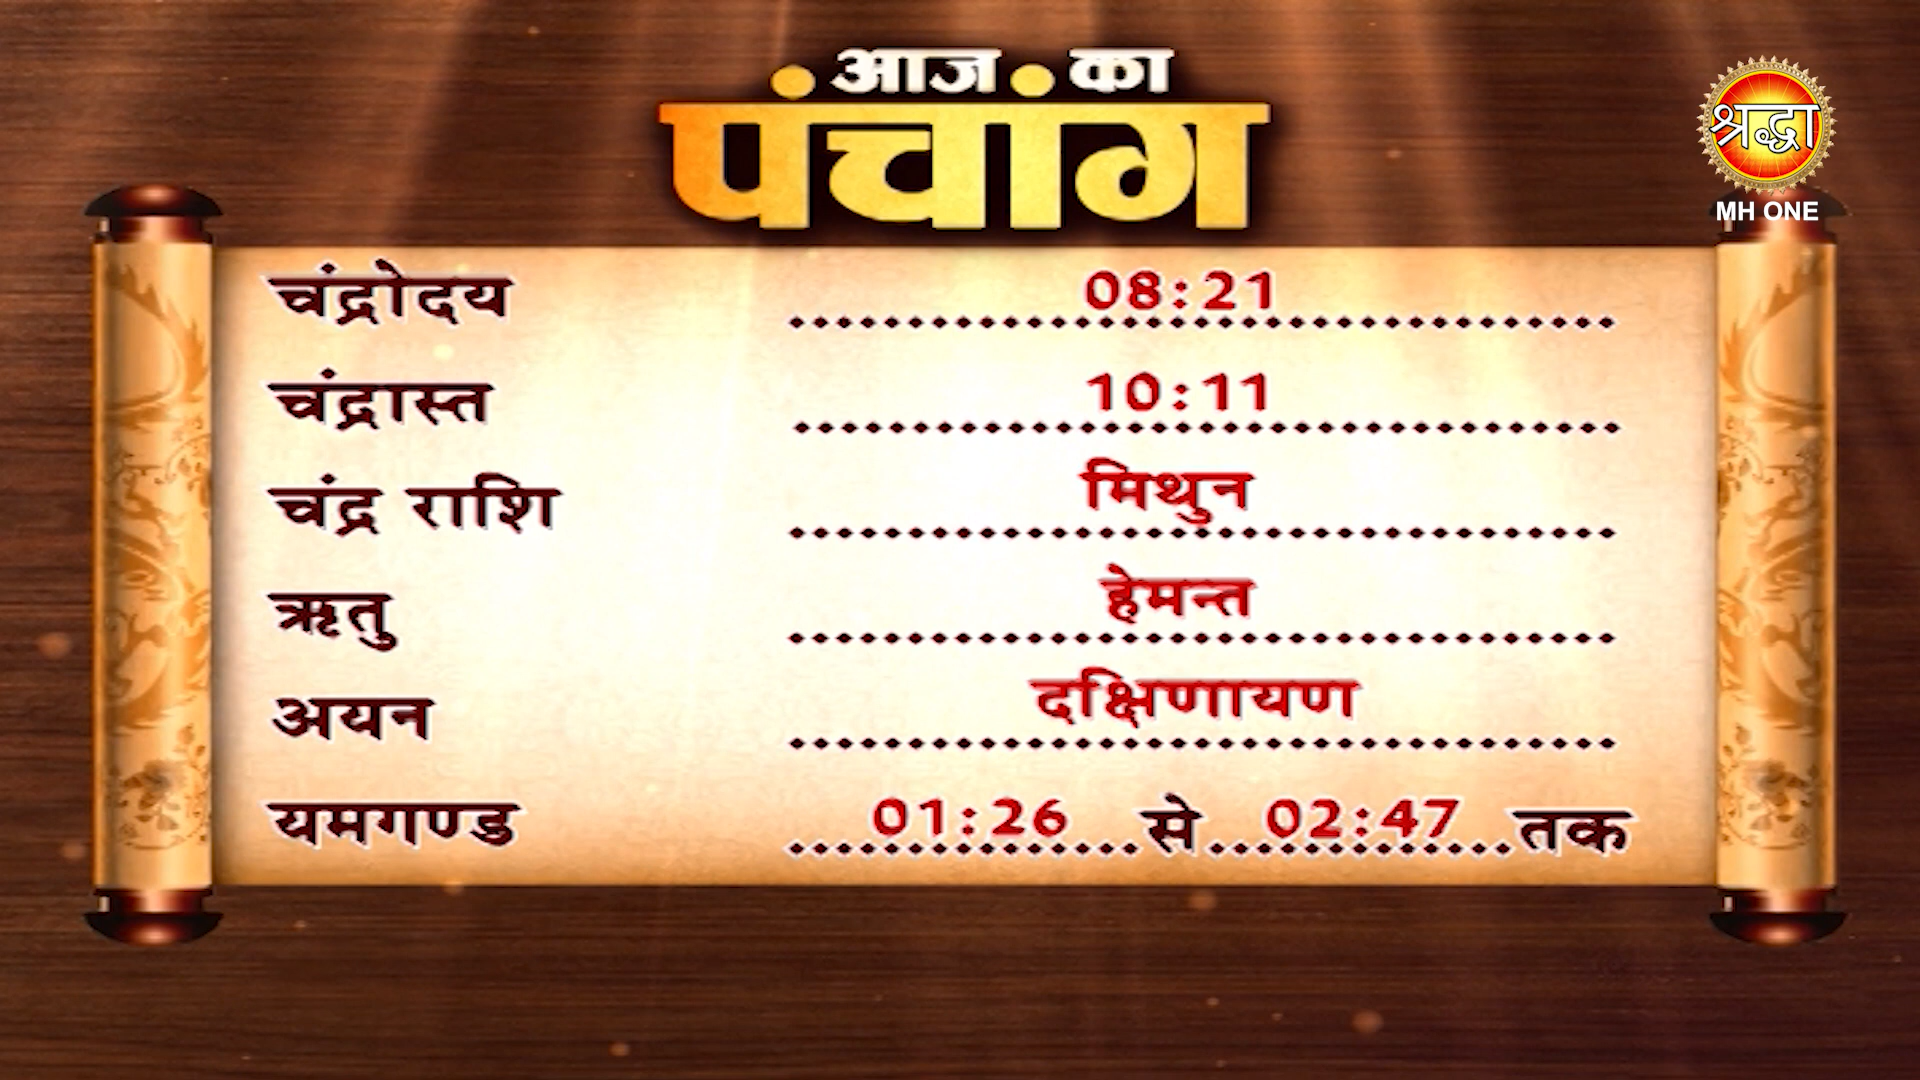 आज का
पंचांग
श्रद्धा
MH ONE
चंद्रोदय 08:21
चंद्रास्त 10:11
चंद्र राशि मिथुन
ऋतु हेमन्त
अयन दक्षिणायण
यमगण्ड 01:26 से 02:47 तक